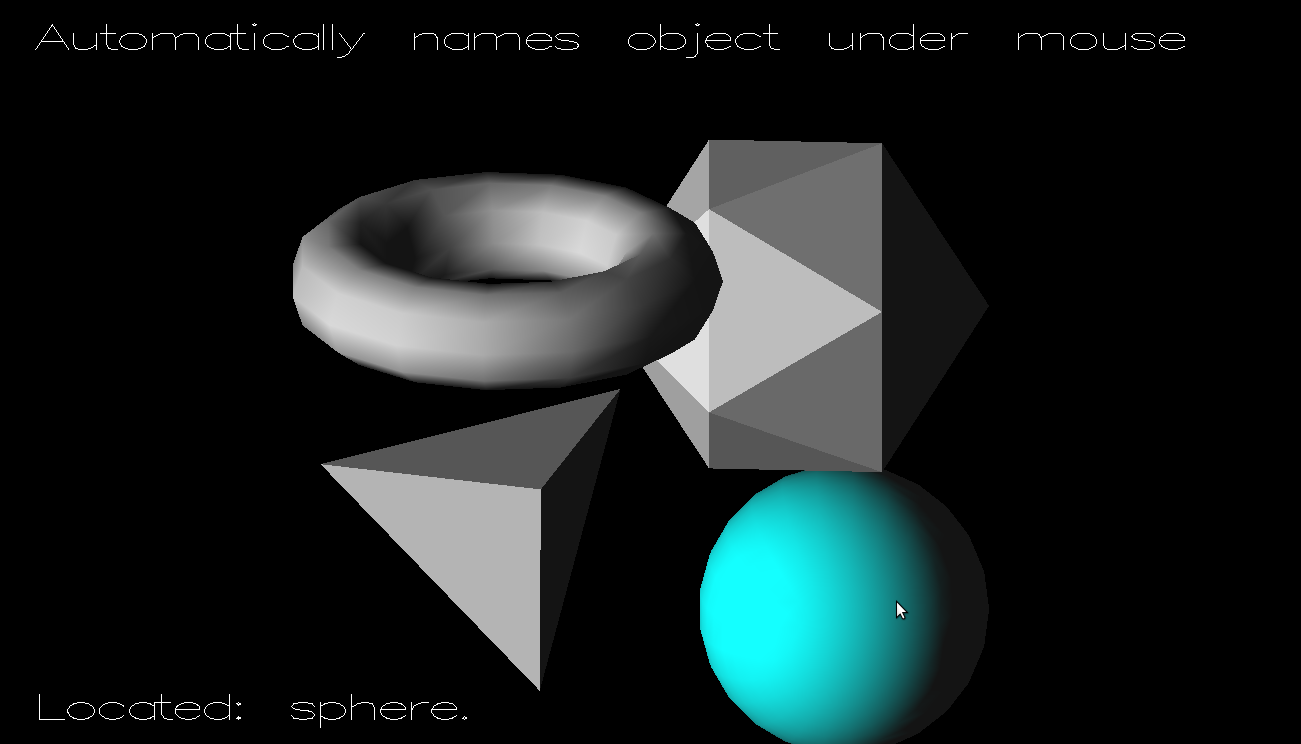 Automatically names object under mouse
Located: sphere.